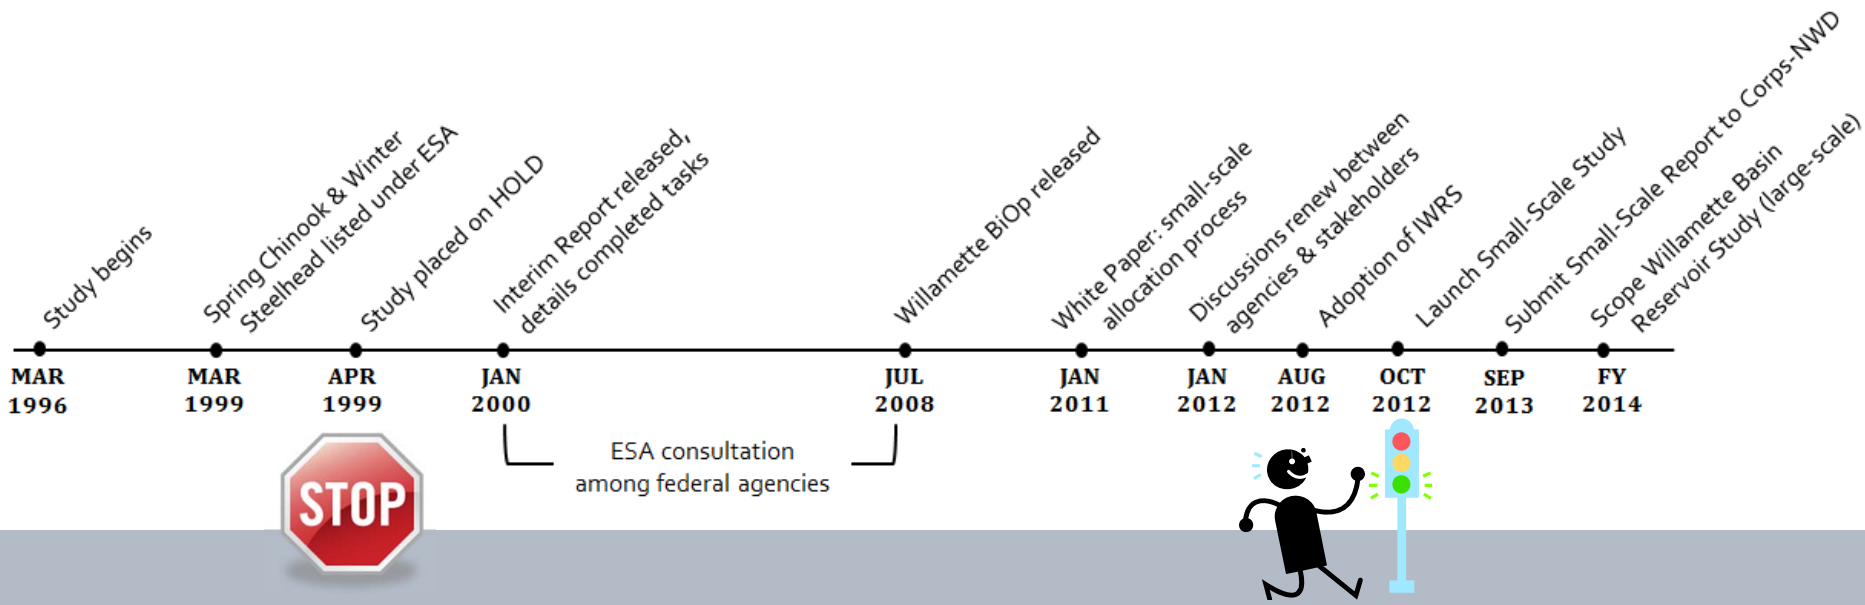 Study begins
Spring Chinook & Winter
Steelhead listed under ESA
Study placed on HOLD
Interim Report released,
details completed tasks
Willamette BiOp released
White Paper: small-scale
allocation process
Discussions renew between
agencies & stakeholders
Adoption of IWRS
Launch Small-Scale Study
Submit Small-Scale Report to Corps-NWD
Scope Willamette Basin
Reservoir Study (large-scale)
MAR
1996
MAR
1999
APR
1999
JAN
2000
JUL
2008
JAN
2011
JAN
2012
AUG
2012
OCT
2012
SEP
2013
FY
2014
ESA consultation
among federal agencies
STOP